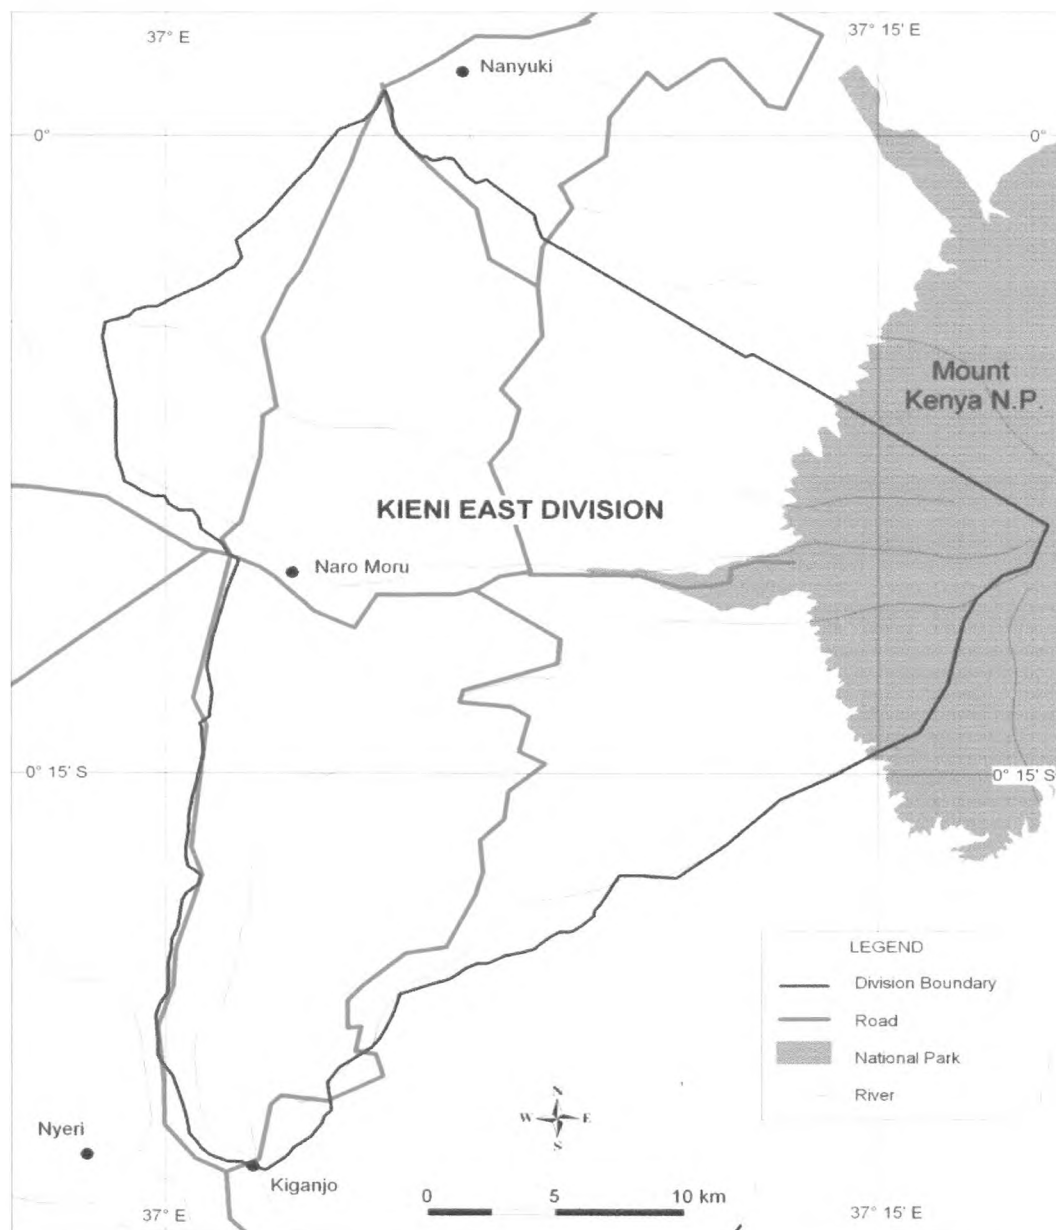 37° E
37° 15' E
Nanyuki
0°
0°
Mount
Kenya N.P.
KIENI EAST DIVISION
Naro Moru
0° 15' S
0° 15' S
LEGEND
Division Boundary
Road
National Park
River
N
W E
S
Nyeri
Kiganjo
0 5 10 km
37° E
37° 15' E